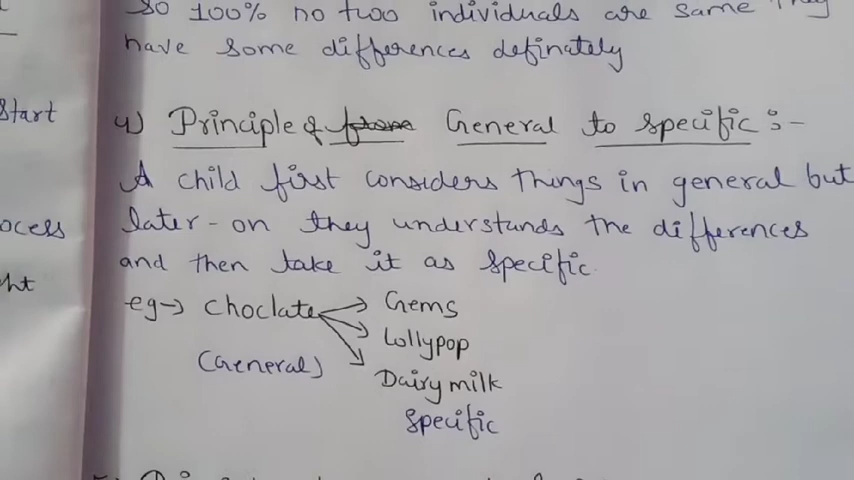 so 100% no two individuals are same They
have some differences definately
Start
4) Principle of from General to specific :-
A child first considers things in general but
later-on they understands the differences
ocess
and then take it as specific.
ht
eg→ Choclate → Gems
→ Lollypop
(General) → Dairy milk
Specific